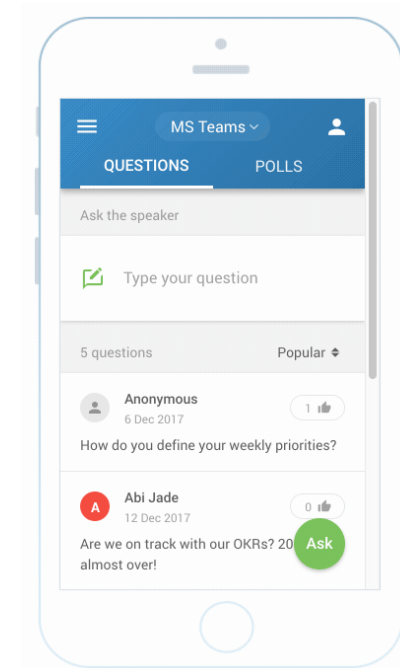 MS Teams
QUESTIONS POLLS
Ask the speaker
Type your question
5 questions Popular
Anonymous 1
6 Dec 2017
How do you define your weekly priorities?
A Abi Jade 0
12 Dec 2017
Are we on track with our OKRs? 20 Ask
almost over!